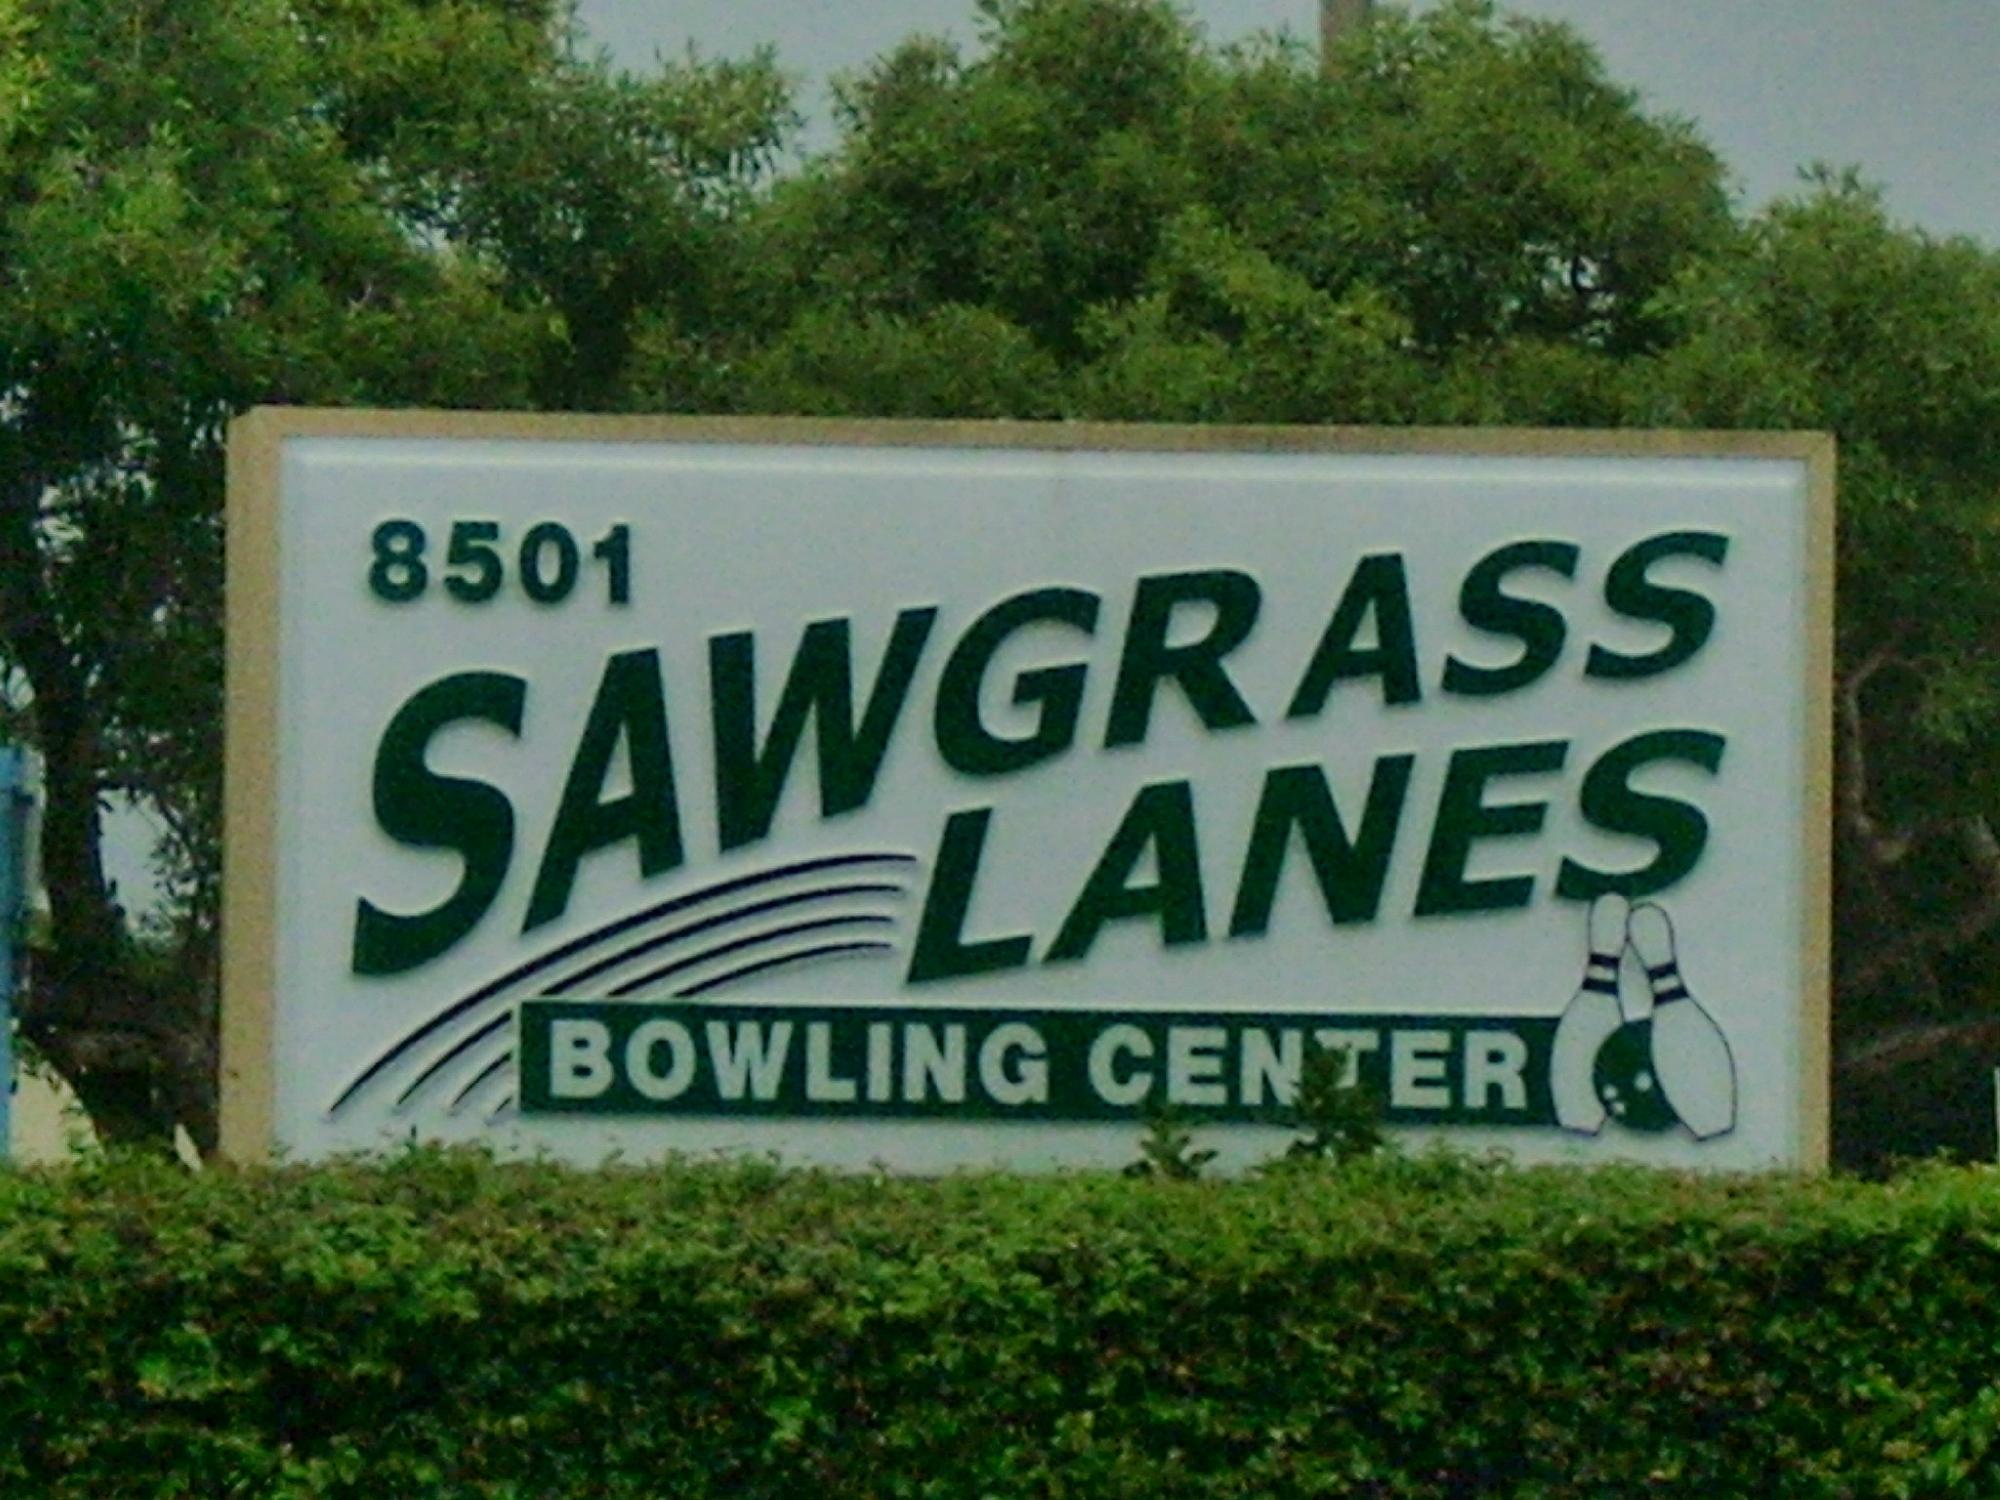 8501
SAWGRASS
LANES
BOWLING CENTER